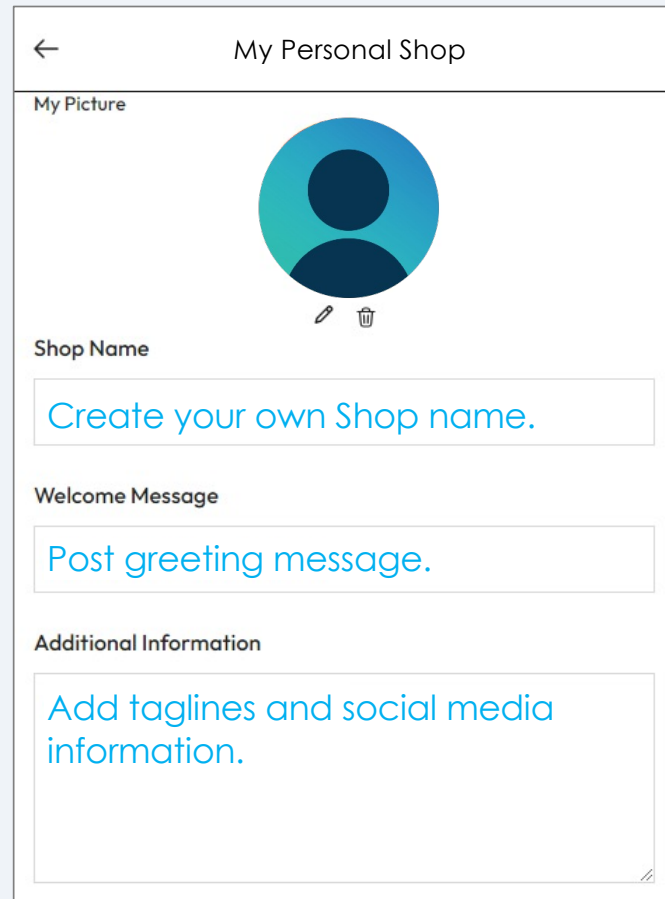 My Personal Shop
My Picture
Shop Name
Create your own Shop name.
Welcome Message
Post greeting message.
Additional Information
Add taglines and social media
information.